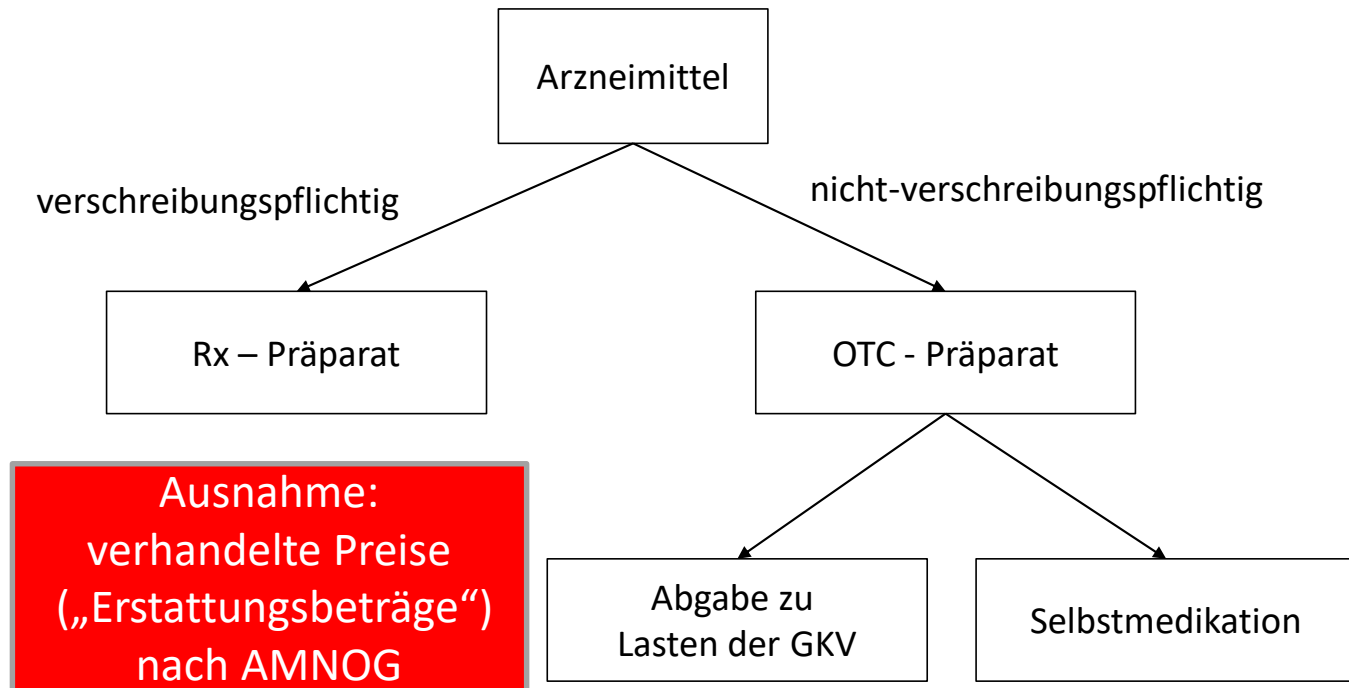 Arzneimittel
verschreibungspflichtig
nicht-verschreibungspflichtig
Rx – Präparat
OTC - Präparat
Ausnahme:
verhandelte Preise
(„Erstattungsbeträge“)
nach AMNOG
Abgabe zu
Lasten der GKV
Selbstmedikation